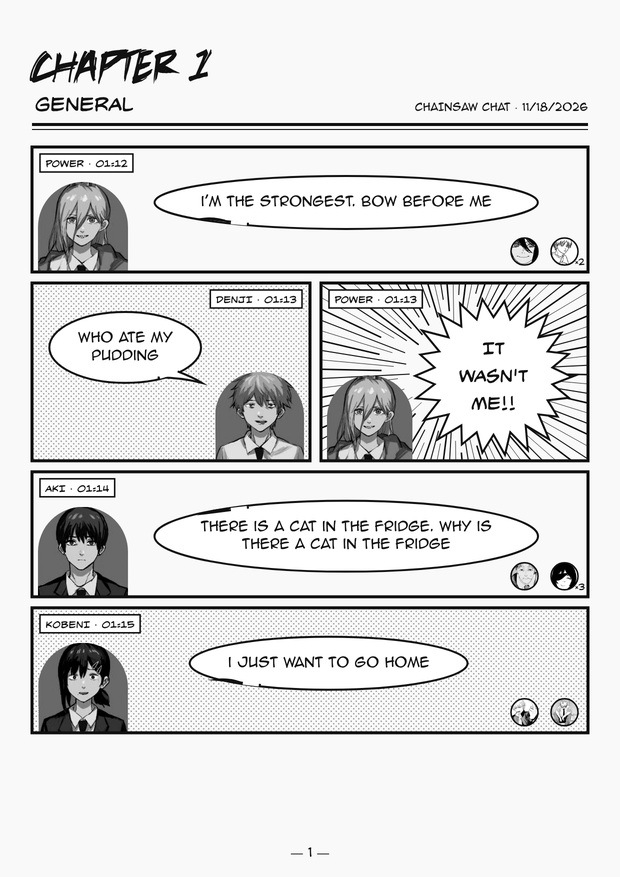 CHAPTER 1
GENERAL
CHAINSAW CHAT · 11/18/2026
POWER · 01:12
I'M THE STRONGEST. BOW BEFORE ME
×2
DENJI · 01:13
WHO ATE MY
PUDDING
POWER · 01:13
IT
WASN'T
ME!!
AKI · 01:14
THERE IS A CAT IN THE FRIDGE. WHY IS
THERE A CAT IN THE FRIDGE
×3
KOBENI · 01:15
I JUST WANT TO GO HOME
— 1 —